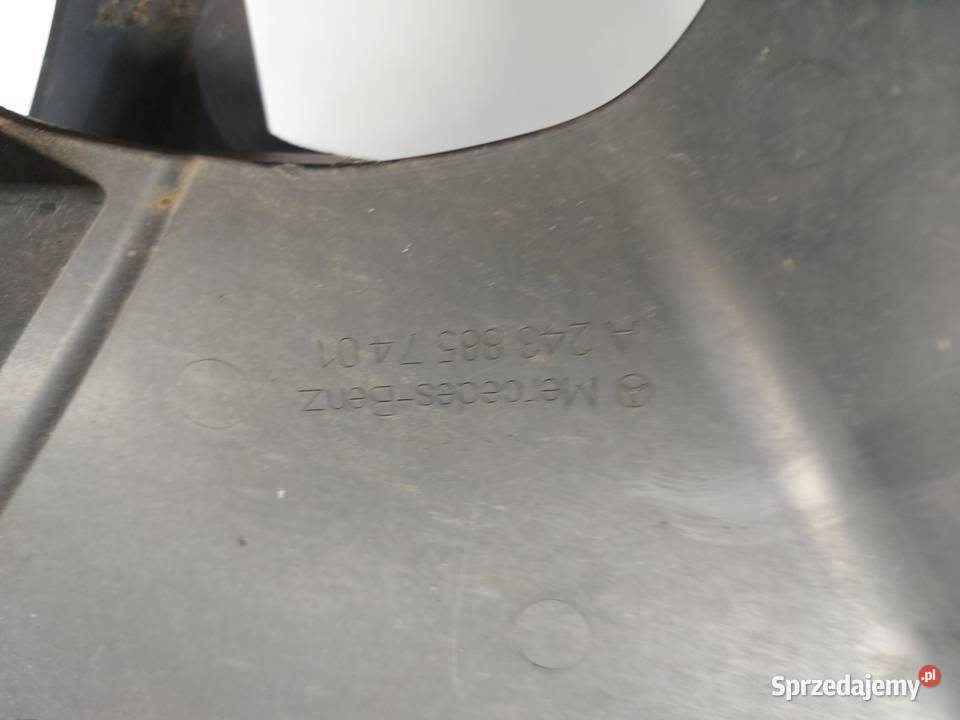 Mercedes-Benz
A 243 885 74 01
Sprzedajemy.pl